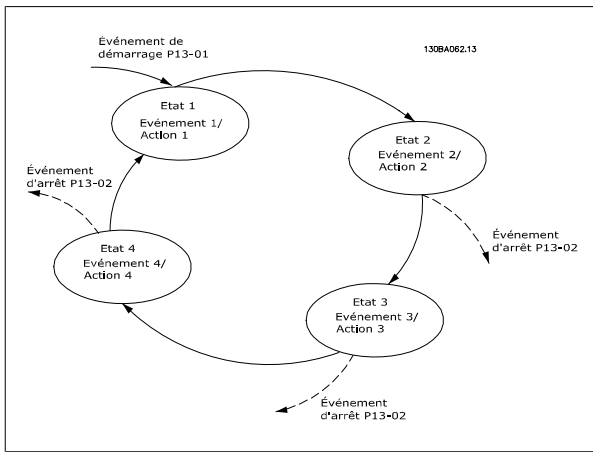 Événement de
démarrage P13-01
130BA062.13
Etat 1
Evénement 1/
Action 1
Etat 2
Evénement 2/
Action 2
Événement
d'arrêt P13-02
Événement
d'arrêt P13-02
Etat 4
Evénement 4/
Action 4
Etat 3
Evénement 3/
Action 3
Événement
d'arrêt P13-02